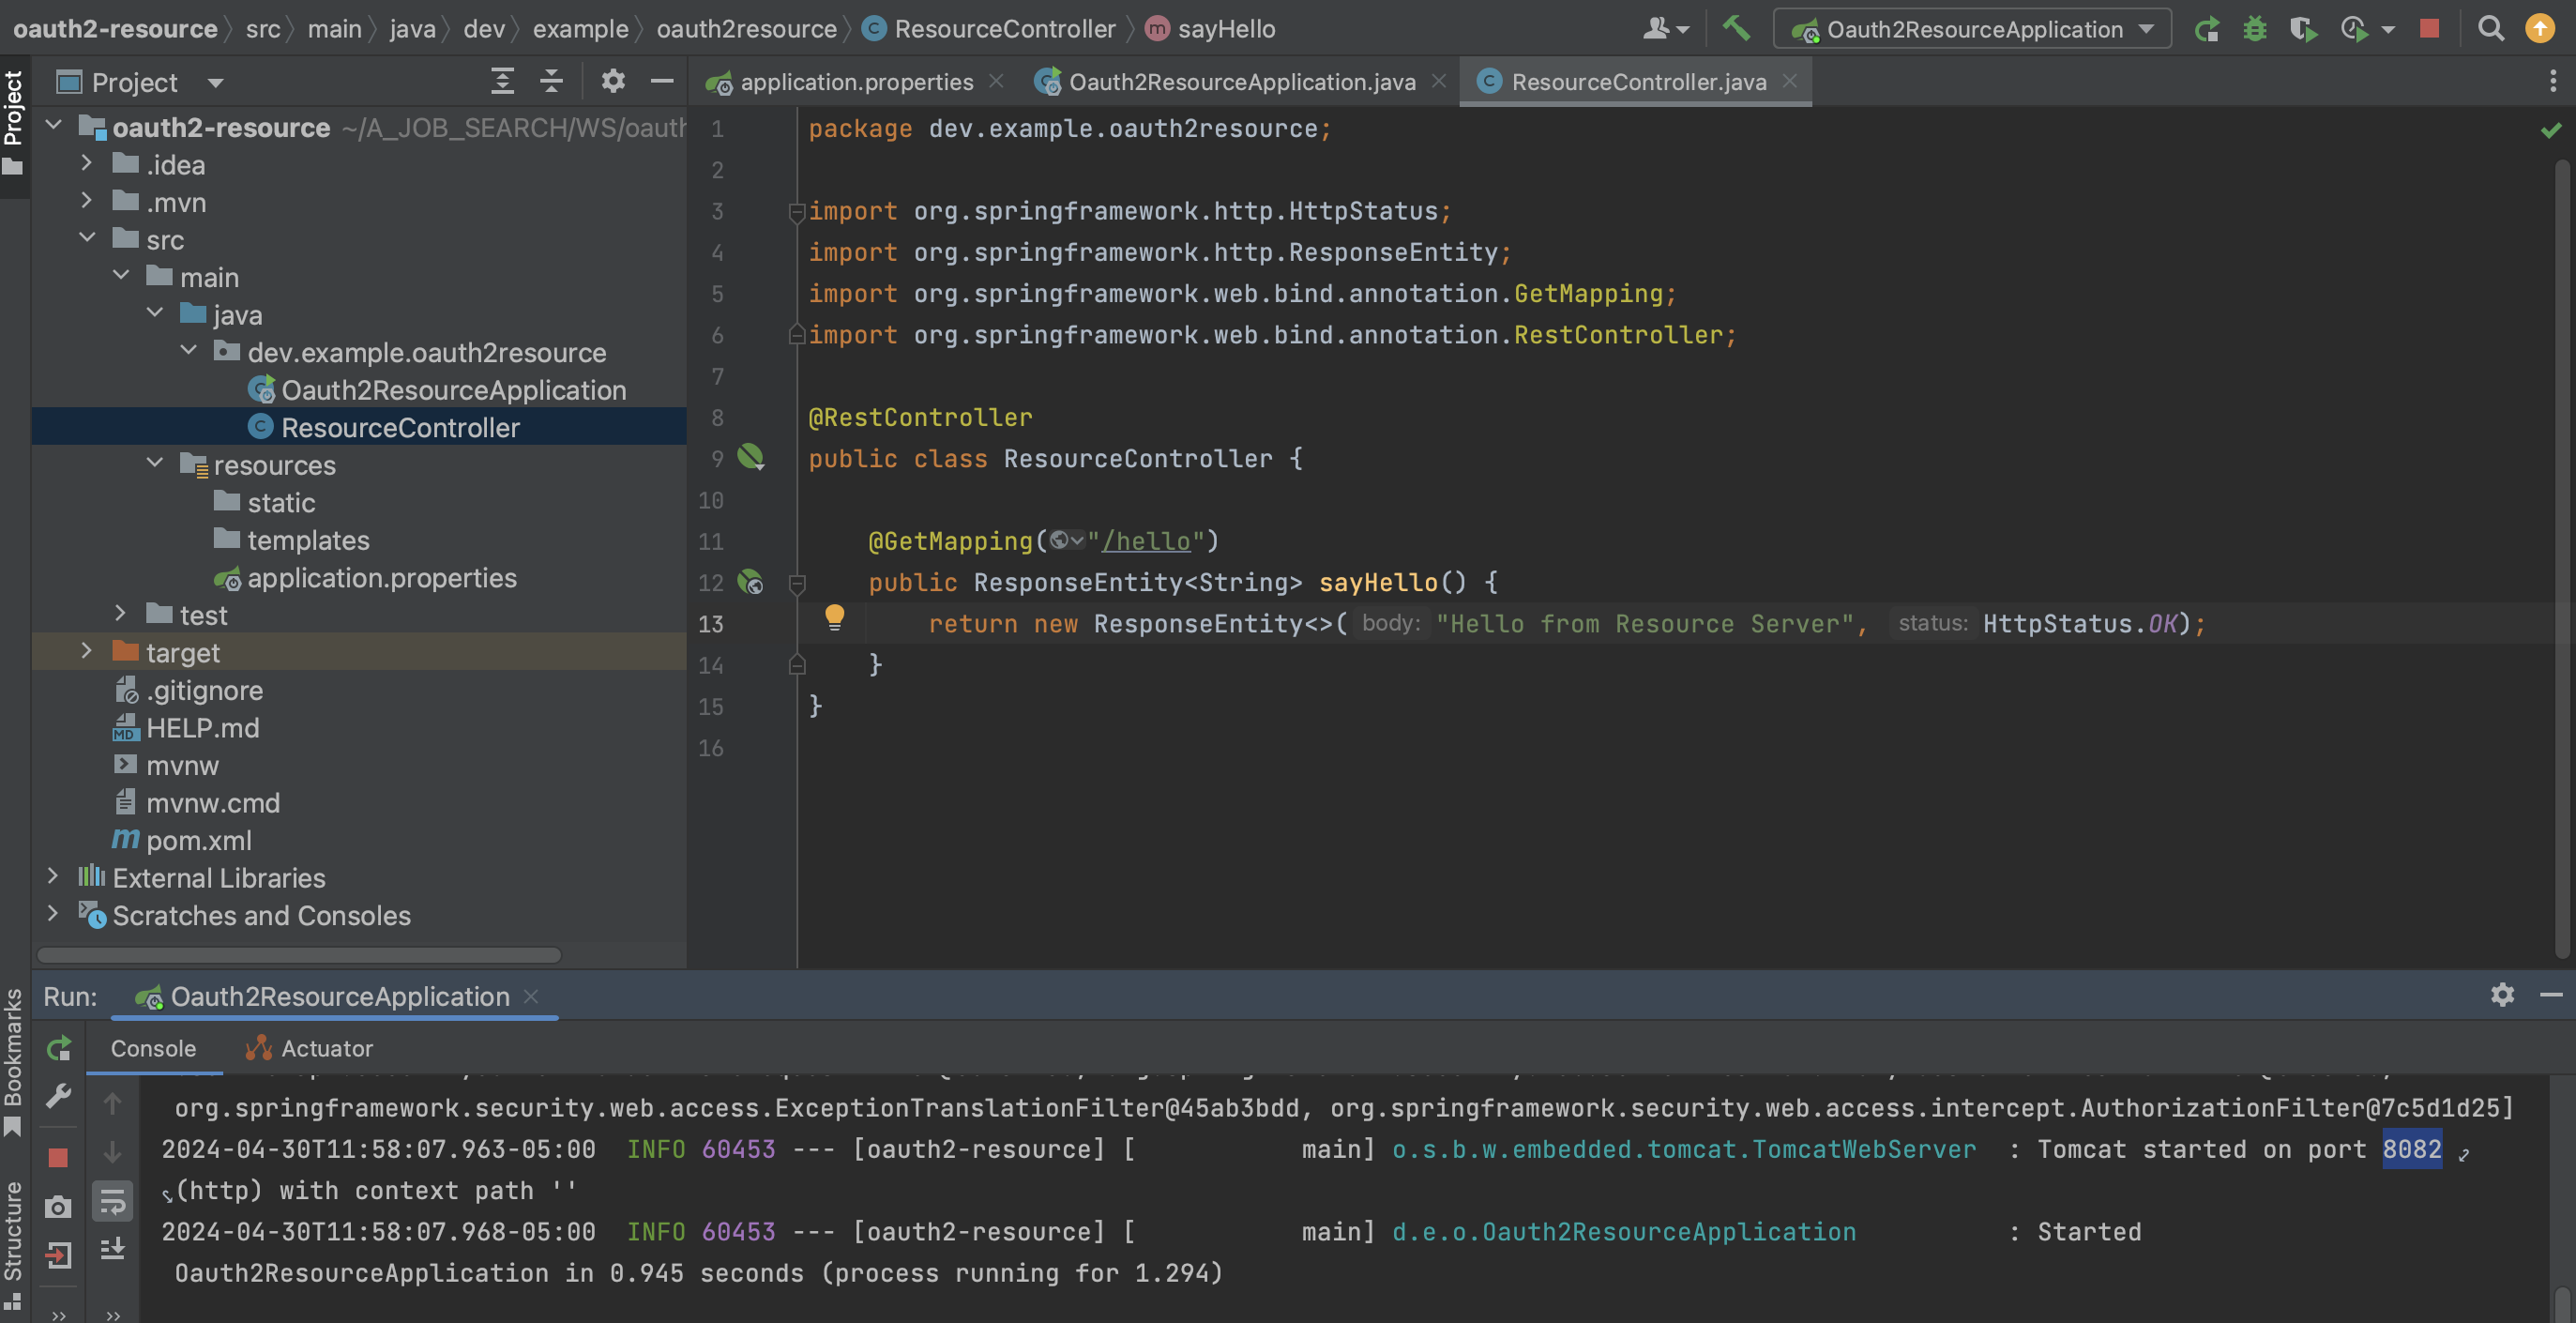 oauth2-resource src main java dev example oauth2resource ResourceController sayHello
Oauth2ResourceApplication
Project
Project
application.properties
Oauth2ResourceApplication.java
ResourceController.java
oauth2-resource ~/A_JOB_SEARCH/WS/oauth
.idea
.mvn
src
main
java
dev.example.oauth2resource
Oauth2ResourceApplication
ResourceController
resources
static
templates
application.properties
test
target
.gitignore
HELP.md
mvnw
mvnw.cmd
pom.xml
External Libraries
Scratches and Consoles
1 package dev.example.oauth2resource;
2
3 import org.springframework.http.HttpStatus;
4 import org.springframework.http.ResponseEntity;
5 import org.springframework.web.bind.annotation.GetMapping;
6 import org.springframework.web.bind.annotation.RestController;
7
8 @RestController
9 public class ResourceController {
10
11 @GetMapping("/hello")
12 public ResponseEntity<String> sayHello() {
13 return new ResponseEntity<>( body: "Hello from Resource Server", status: HttpStatus.OK);
14 }
15 }
16
Run: Oauth2ResourceApplication
Bookmarks
Structure
Console
Actuator
org.springframework.security.web.access.ExceptionTranslationFilter@45ab3bdd, org.springframework.security.web.access.intercept.AuthorizationFilter@7c5d1d25]
2024-04-30T11:58:07.963-05:00 INFO 60453 --- [oauth2-resource] [ main] o.s.b.w.embedded.tomcat.TomcatWebServer : Tomcat started on port 8082
(http) with context path ''
2024-04-30T11:58:07.968-05:00 INFO 60453 --- [oauth2-resource] [ main] d.e.o.Oauth2ResourceApplication : Started
Oauth2ResourceApplication in 0.945 seconds (process running for 1.294)